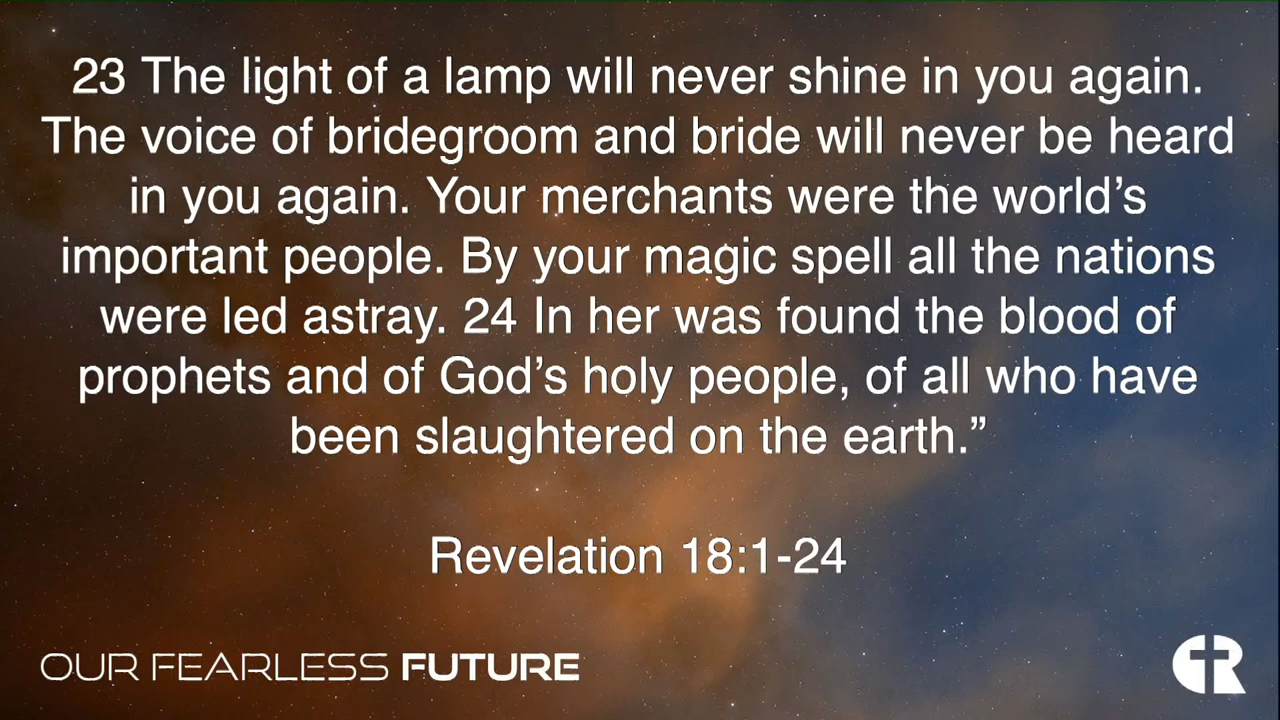 23 The light of a lamp will never shine in you again.
The voice of bridegroom and bride will never be heard
in you again. Your merchants were the world’s
important people. By your magic spell all the nations
were led astray. 24 In her was found the blood of
prophets and of God’s holy people, of all who have
been slaughtered on the earth.”
Revelation 18:1-24
OUR FEARLESS FUTURE
CR